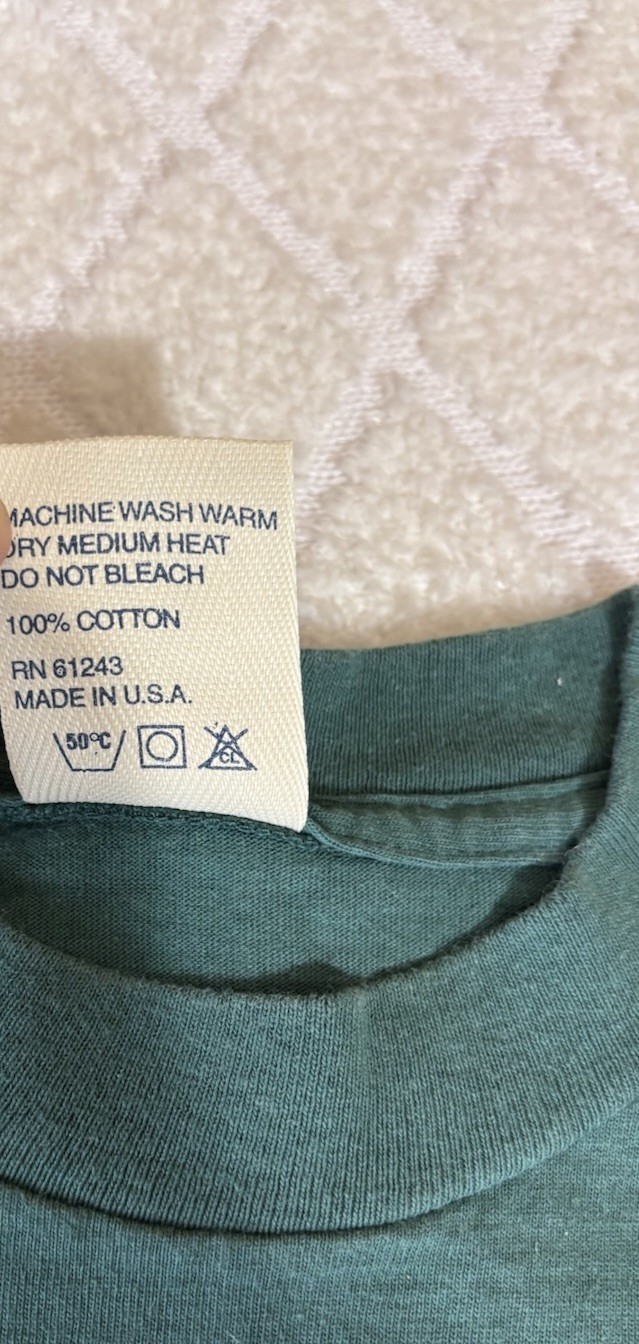 MACHINE WASH WARM
DRY MEDIUM HEAT
DO NOT BLEACH
100% COTTON
RN 61243
MADE IN U.S.A.
50°C CL